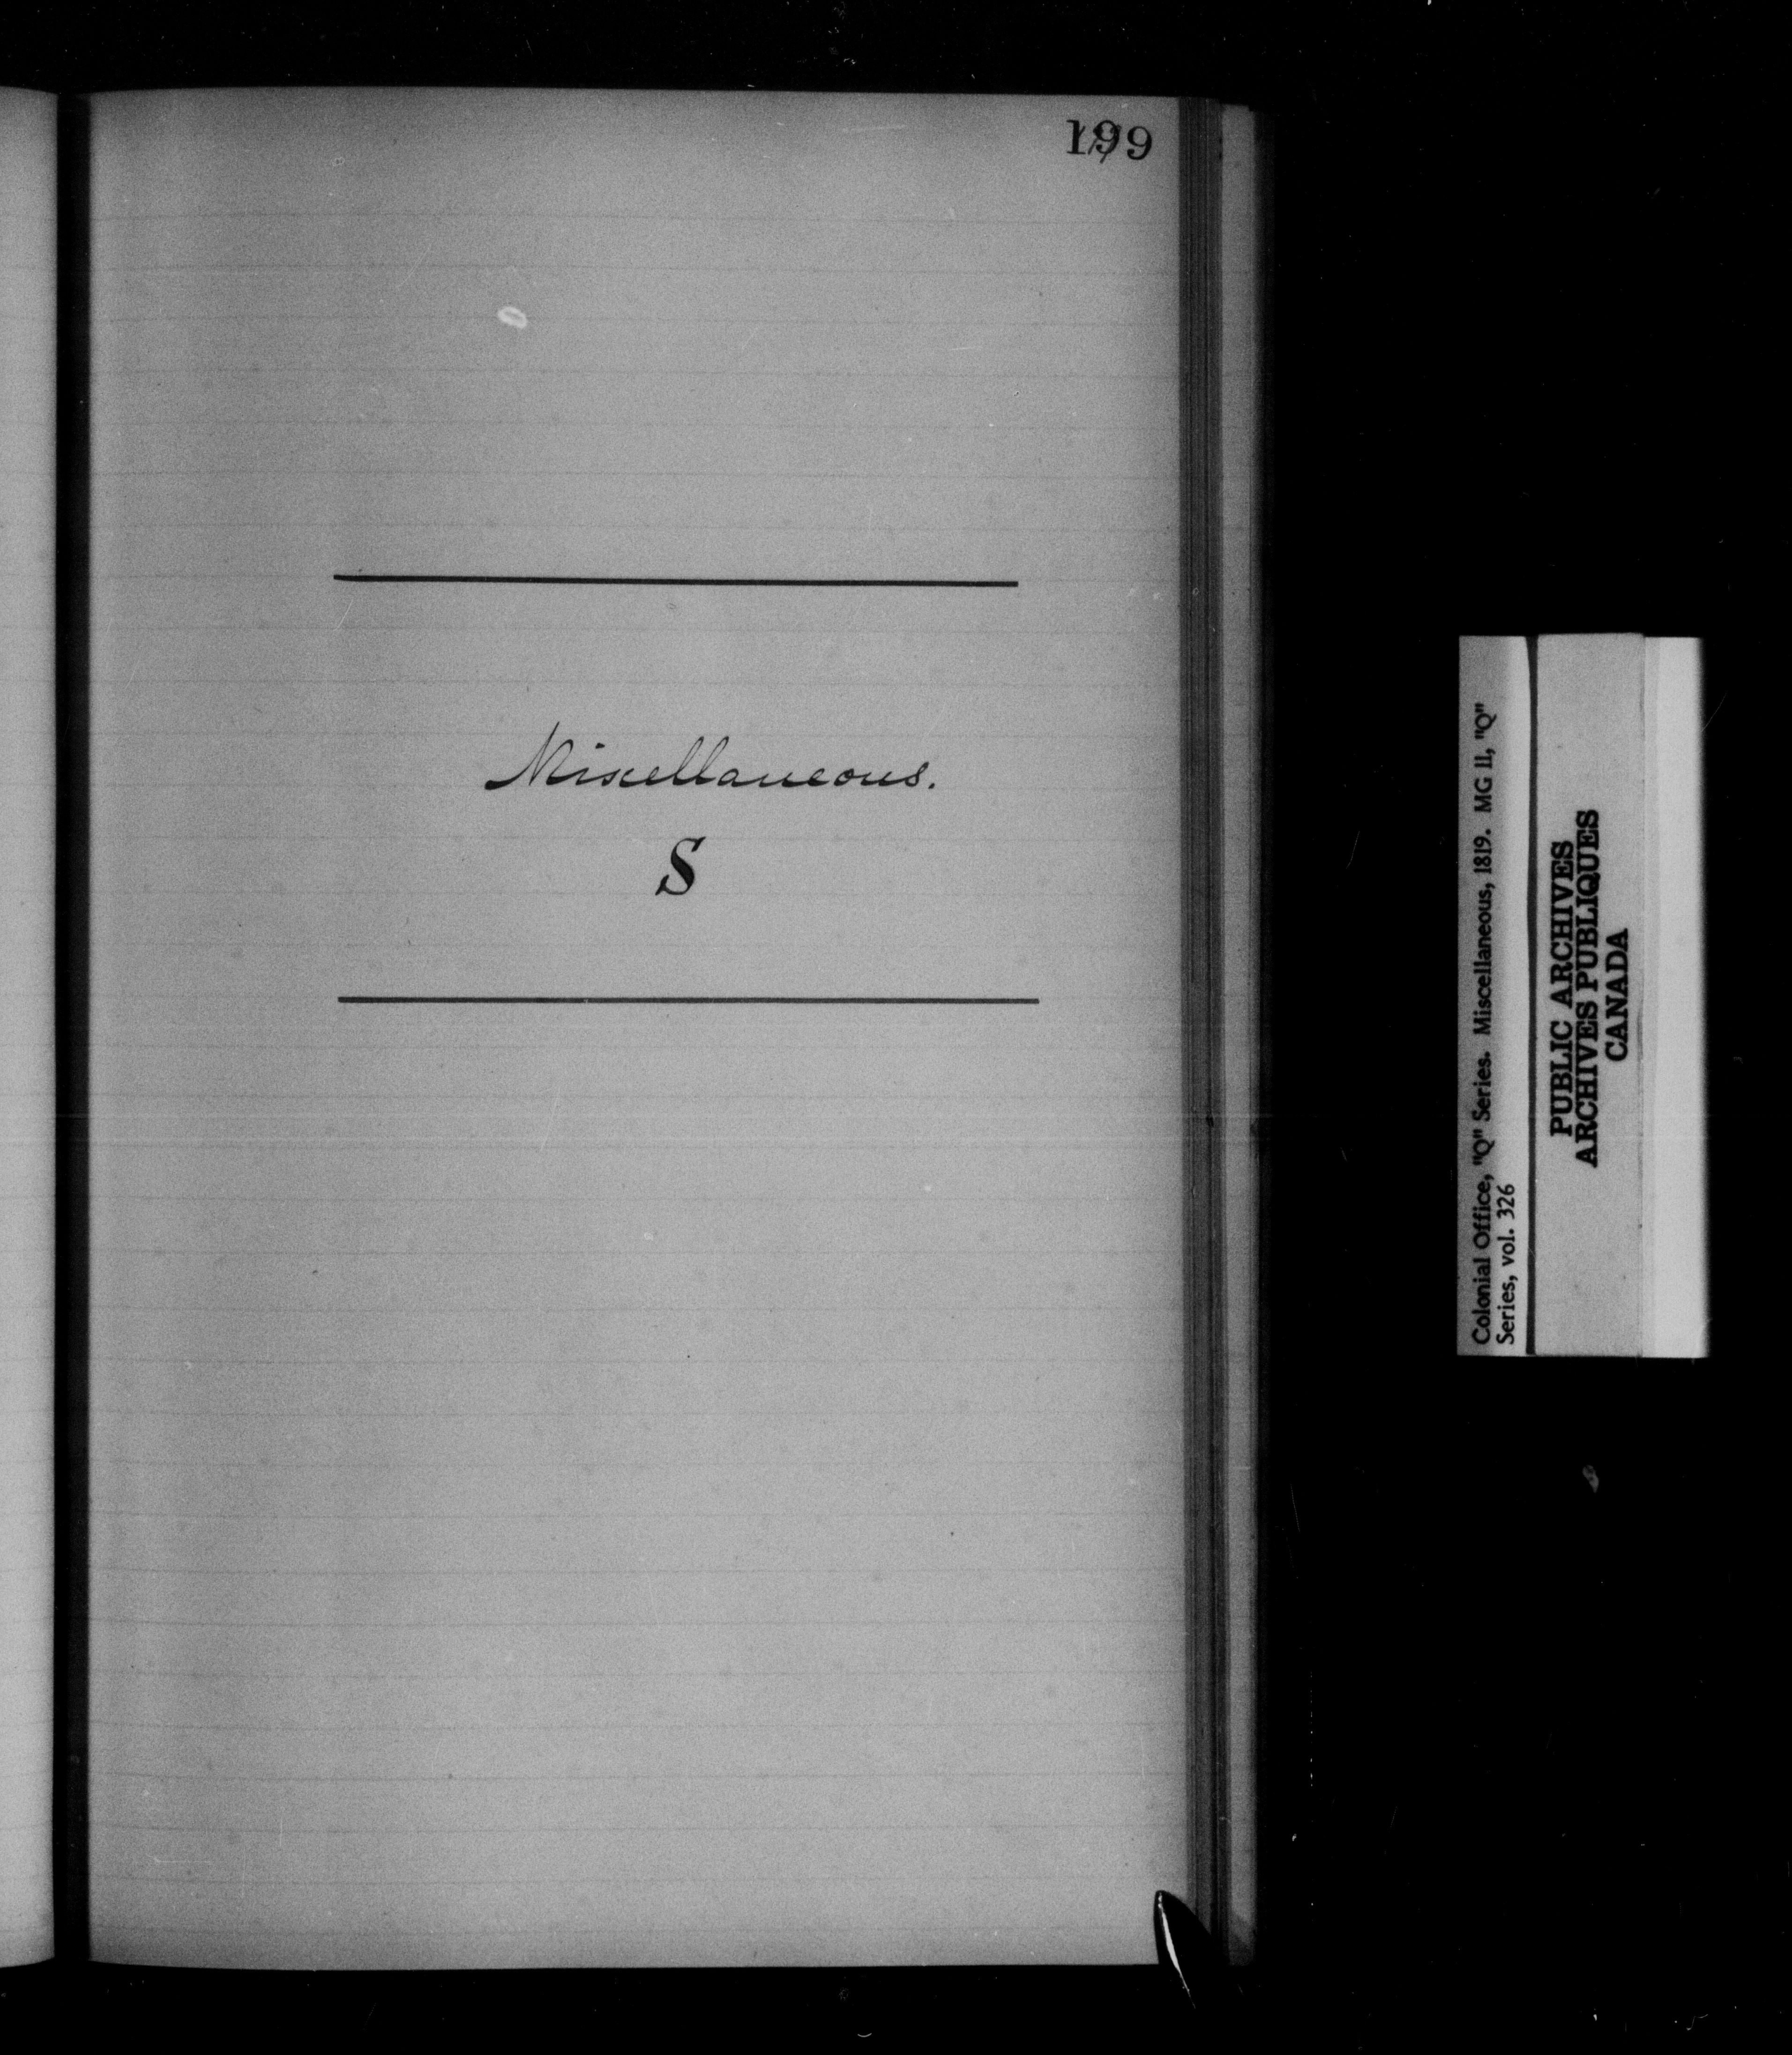 199
Miscellaneous.
S
Colonial Office, "Q" Series. Miscellaneous, 1819. MG 11, "Q"
Series, vol. 326
PUBLIC ARCHIVES
ARCHIVES PUBLIQUES
CANADA